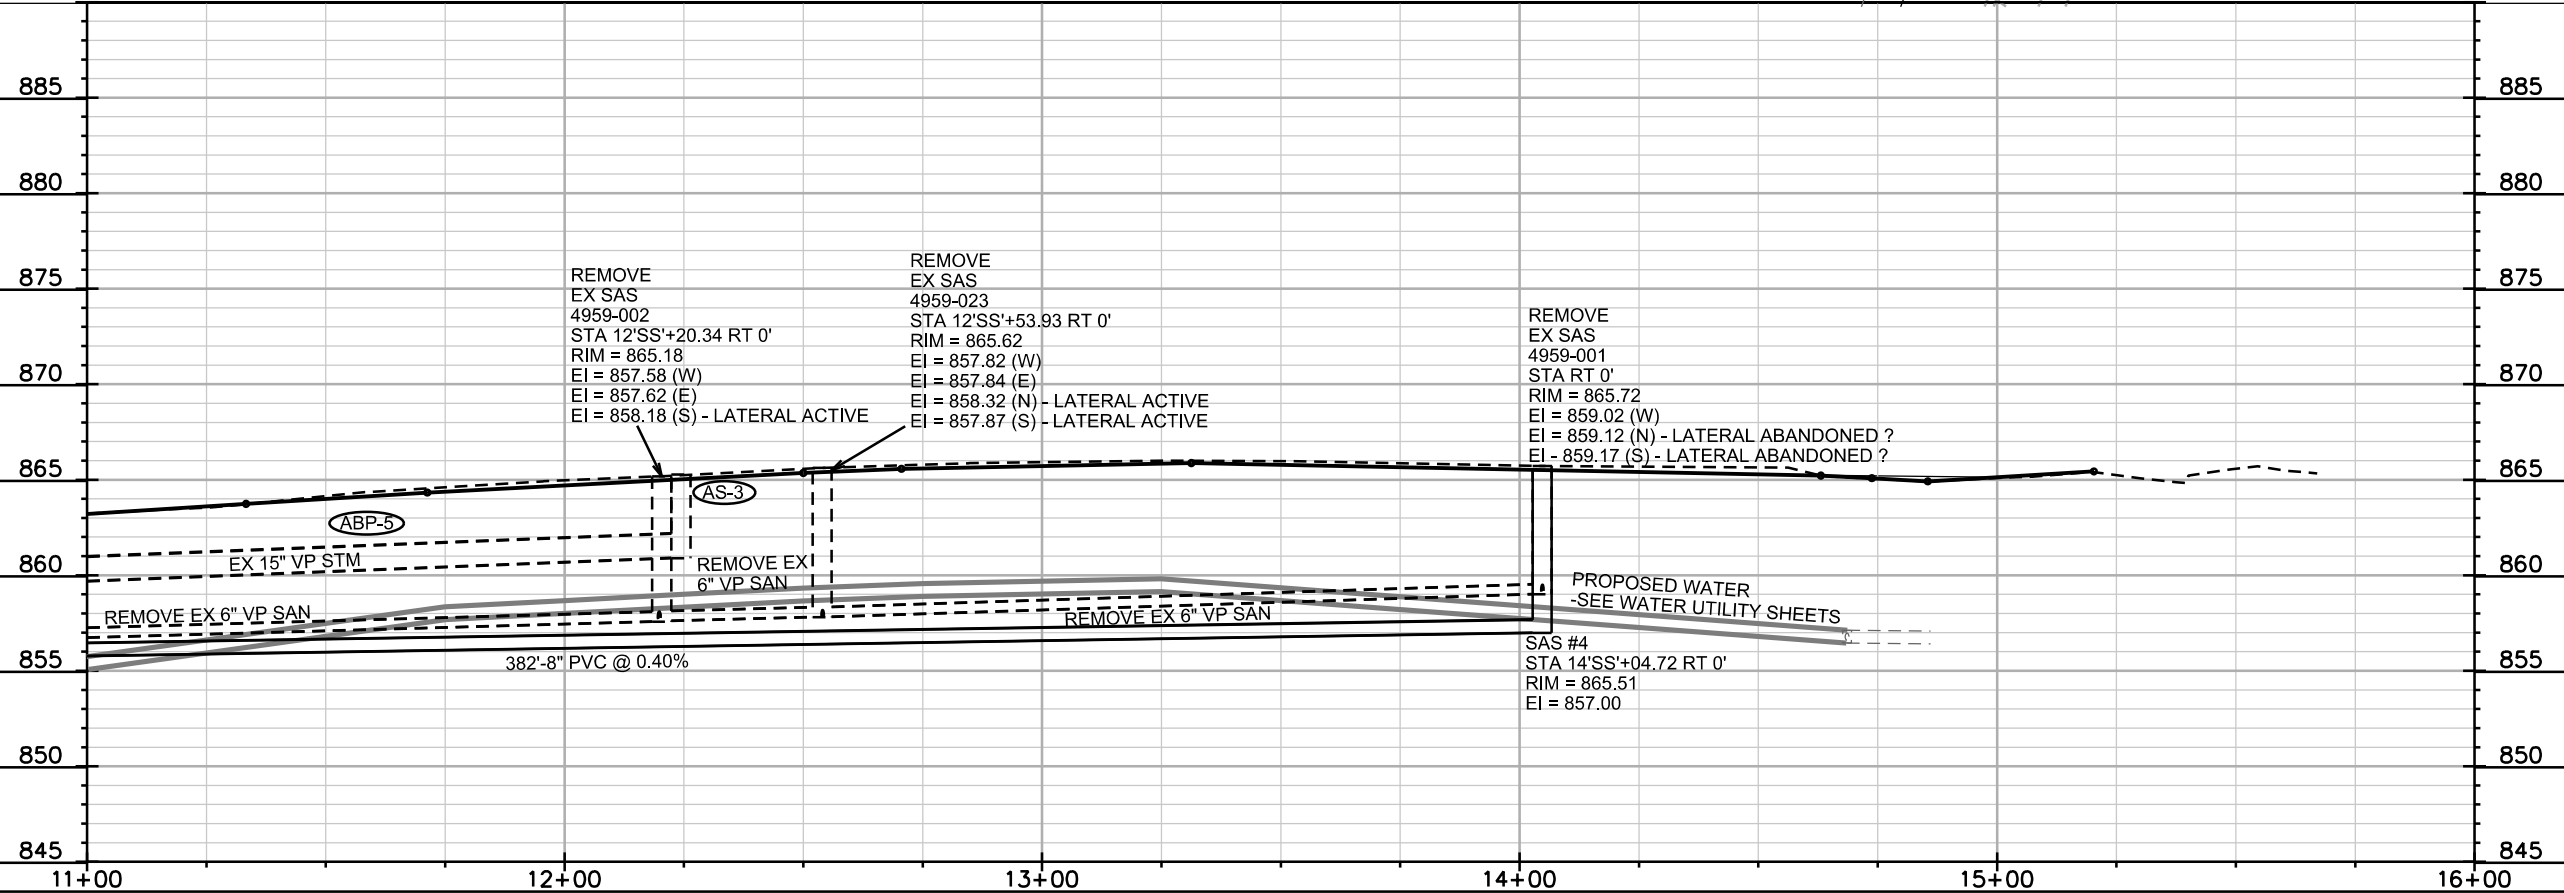 885
885
880
880
875
875
870
870
865
865
860
860
855
855
850
850
845
845
REMOVE
EX SAS
4959-002
STA 12'SS'+20.34 RT 0'
RIM = 865.18
EI = 857.58 (W)
EI = 857.62 (E)
EI = 858.18 (S) - LATERAL ACTIVE
REMOVE
EX SAS
4959-023
STA 12'SS'+53.93 RT 0'
RIM = 865.62
EI = 857.82 (W)
EI = 857.84 (E)
EI = 858.32 (N) - LATERAL ACTIVE
EI = 857.87 (S) - LATERAL ACTIVE
REMOVE
EX SAS
4959-001
STA RT 0'
RIM = 865.72
EI = 859.02 (W)
EI = 859.12 (N) - LATERAL ABANDONED ?
EI - 859.17 (S) - LATERAL ABANDONED ?
AS-3
ABP-5
EX 15" VP STM
REMOVE EX
6" VP SAN
REMOVE EX 6" VP SAN
REMOVE EX 6" VP SAN
PROPOSED WATER
-SEE WATER UTILITY SHEETS
382'-8" PVC @ 0.40%
SAS #4
STA 14'SS'+04.72 RT 0'
RIM = 865.51
EI = 857.00
11+00
12+00
13+00
14+00
15+00
16+00